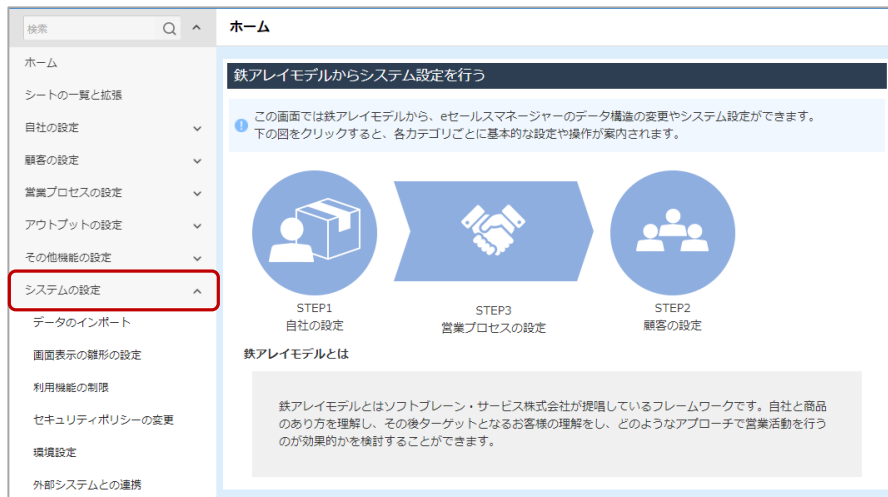 検索
ホーム
シートの一覧と拡張
自社の設定
顧客の設定
営業プロセスの設定
アウトプットの設定
その他機能の設定
システムの設定
データのインポート
画面表示の雛形の設定
利用機能の制限
セキュリティポリシーの変更
環境設定
外部システムとの連携
ホーム
鉄アレイモデルからシステム設定を行う
この画面では鉄アレイモデルから、eセールスマネージャーのデータ構造の変更やシステム設定ができます。
下の図をクリックすると、各カテゴリごとに基本的な設定や操作が案内されます。
STEP1
自社の設定
STEP3
営業プロセスの設定
STEP2
顧客の設定
鉄アレイモデルとは
鉄アレイモデルとはソフトブレーン・サービス株式会社が提唱しているフレームワークです。自社と商品
のあり方を理解し、その後ターゲットとなるお客様の理解をし、どのようなアプローチで営業活動を行う
のが効果的かを検討することができます。